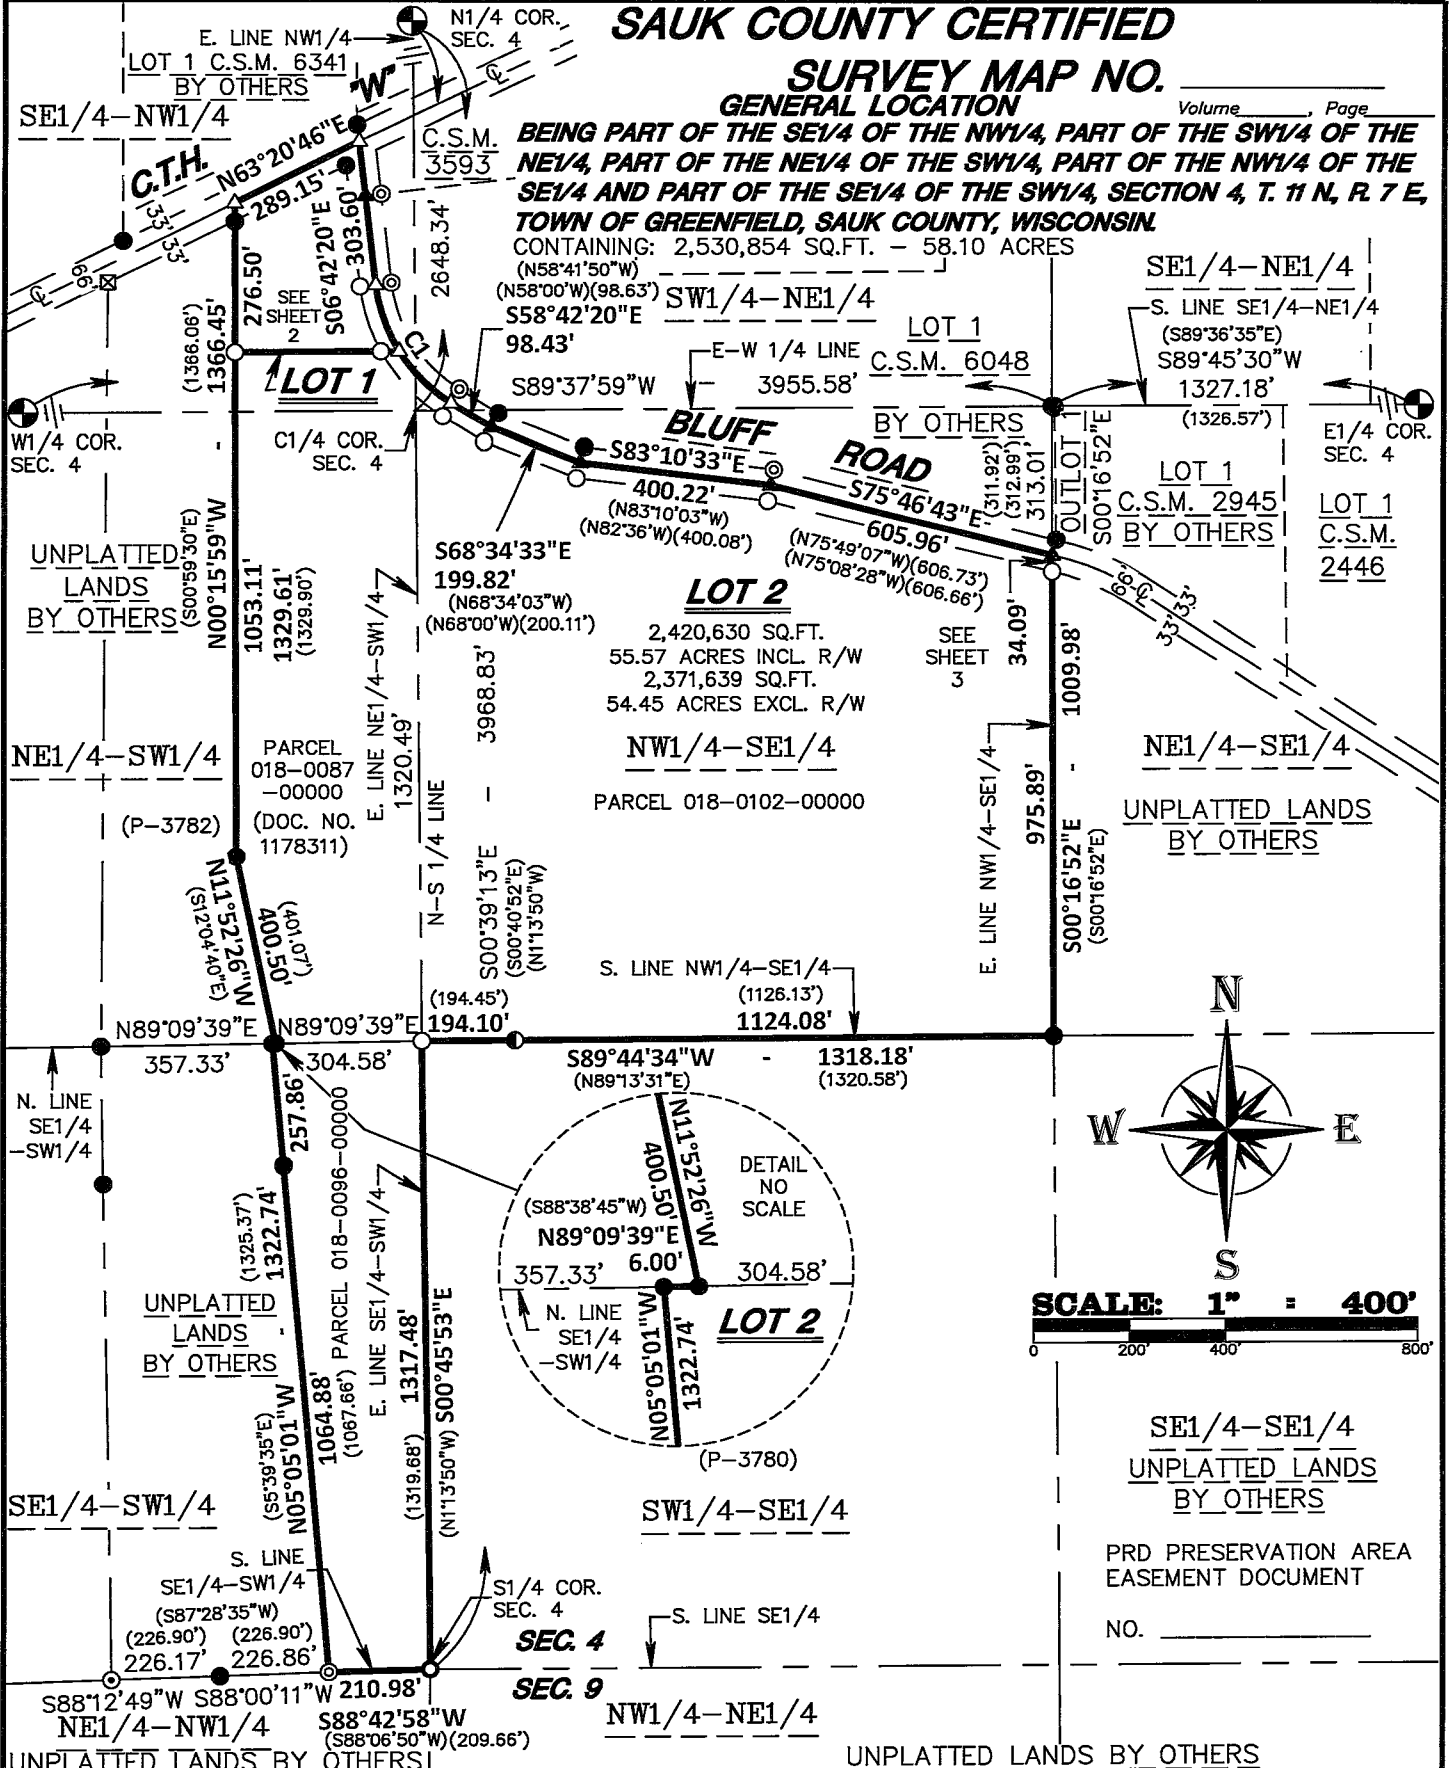 SAUK COUNTY CERTIFIED
SURVEY MAP NO.
Volume , Page
GENERAL LOCATION
BEING PART OF THE SE1/4 OF THE NW1/4, PART OF THE SW1/4 OF THE
NE1/4, PART OF THE NE1/4 OF THE SW1/4, PART OF THE NW1/4 OF THE
SE1/4 AND PART OF THE SE1/4 OF THE SW1/4, SECTION 4, T. 11 N., R. 7 E.,
TOWN OF GREENFIELD, SAUK COUNTY, WISCONSIN.
CONTAINING: 2,530,854 SQ.FT. - 58.10 ACRES
N1/4 COR.
SEC. 4
E. LINE NW1/4
LOT 1 C.S.M. 6341
BY OTHERS
SE1/4-NW1/4
C.T.H.
"W"
N63°20'46"E
289.15'
33' 33'
66'
C.S.M.
3593
2648.34'
S06°42'20"E
303.60'
276.50'
(1366.06')
1366.45'
SEE
SHEET
2
LOT 1
C1
(N58°41'50"W)
(N58°00'W)(98.63')
S58°42'20"E
98.43'
SW1/4-NE1/4
SE1/4-NE1/4
S. LINE SE1/4-NE1/4
(S89°36'35"E)
S89°45'30"W
1327.18'
(1326.57')
LOT 1
C.S.M. 6048
BY OTHERS
E-W 1/4 LINE
S89°37'59"W - 3955.58'
W1/4 COR.
SEC. 4
C1/4 COR.
SEC. 4
E1/4 COR.
SEC. 4
BLUFF
ROAD
S83°10'33"E
400.22'
(N83°10'03"W)
(N82°36'W)(400.08')
S75°46'43"E
605.96'
(N75°49'07"W)(606.73')
(N75°08'28"W)(606.66')
(311.92')
(312.99')
313.01'
OUTLOT 1
S00°16'52"E
LOT 1
C.S.M. 2945
BY OTHERS
LOT 1
C.S.M.
2446
66'
33'33'
UNPLATTED
LANDS
BY OTHERS
(S00°59'30"E)
N00°15'59"W -
1053.11'
1329.61'
(1329.90')
S68°34'33"E
199.82'
(N68°34'03"W)
(N68°00'W)(200.11')
LOT 2
2,420,630 SQ.FT.
55.57 ACRES INCL. R/W
2,371,639 SQ.FT.
54.45 ACRES EXCL. R/W
SEE
SHEET
3
34.09'
1009.98'
E. LINE NE1/4-SW1/4
1320.49'
N-S 1/4 LINE
S00°39'13"E - 3968.83'
(S00°40'52"E)
(N1°13'50"W)
NE1/4-SW1/4
PARCEL
018-0087
-00000
(DOC. NO.
1178311)
(P-3782)
NW1/4-SE1/4
PARCEL 018-0102-00000
E. LINE NW1/4-SE1/4
975.89'
S00°16'52"E -
(S00°16'52"E)
NE1/4-SE1/4
UNPLATTED LANDS
BY OTHERS
N11°52'26"W
(S12°04'40"E)
(401.07')
400.50'
S. LINE NW1/4-SE1/4
(194.45')
194.10'
(1126.13')
1124.08'
N89°09'39"E
357.33'
N89°09'39"E
304.58'
S89°44'34"W - 1318.18'
(N89°13'31"E)
(1320.58')
N. LINE
SE1/4
-SW1/4
257.86'
(1325.37')
1322.74'
PARCEL 018-0096-00000
E. LINE SE1/4-SW1/4
1317.48'
S00°45'53"E
(1319.68')
(N1°13'50"W)
N11°52'26"W
400.50'
DETAIL
NO
SCALE
(S88°38'45"W)
N89°09'39"E
6.00'
357.33'
304.58'
N. LINE
SE1/4
-SW1/4
N05°05'01"W
1322.74'
LOT 2
(P-3780)
N
W
E
S
SCALE: 1" = 400'
0 200' 400' 800'
UNPLATTED
LANDS
BY OTHERS
(S5°39'35"E)
N05°05'01"W -
1064.88'
(1067.66')
SE1/4-SW1/4
SW1/4-SE1/4
SE1/4-SE1/4
UNPLATTED LANDS
BY OTHERS
PRD PRESERVATION AREA
EASEMENT DOCUMENT
NO.
S. LINE
SE1/4-SW1/4
(S87°28'35"W)
(226.90') (226.90')
226.17' 226.86'
S88°12'49"W S88°00'11"W
210.98'
S88°42'58"W
(S88°06'50"W)(209.66')
S1/4 COR.
SEC. 4
SEC. 4
SEC. 9
S. LINE SE1/4
NE1/4-NW1/4
NW1/4-NE1/4
UNPLATTED LANDS BY OTHERS
UNPLATTED LANDS BY OTHERS